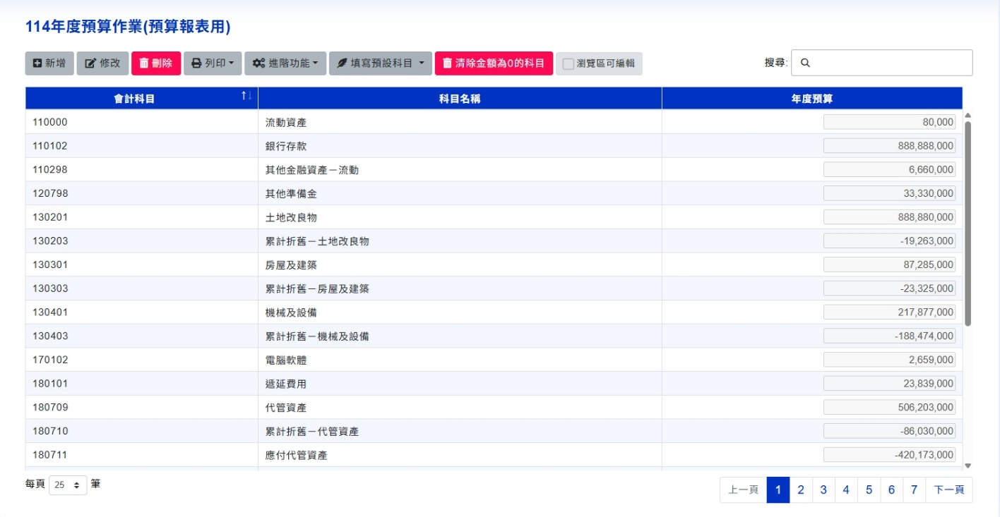 114年度預算作業(預算報表用)
新增 修改 刪除 列印 進階功能 填寫預設科目 清除金額為0的科目 瀏覽區可編輯 搜尋:
會計科目 科目名稱 年度預算
110000 流動資產 80,000
110102 銀行存款 888,888,000
110298 其他金融資產－流動 6,660,000
120798 其他準備金 33,330,000
130201 土地改良物 888,880,000
130203 累計折舊－土地改良物 -19,263,000
130301 房屋及建築 87,285,000
130303 累計折舊－房屋及建築 -23,325,000
130401 機械及設備 217,877,000
130403 累計折舊－機械及設備 -188,474,000
170102 電腦軟體 2,659,000
180101 遞延費用 23,839,000
180709 代管資產 506,203,000
180710 累計折舊－代管資產 -86,030,000
180711 應付代管資產 -420,173,000
每頁 25 筆 上一頁 1 2 3 4 5 6 7 下一頁